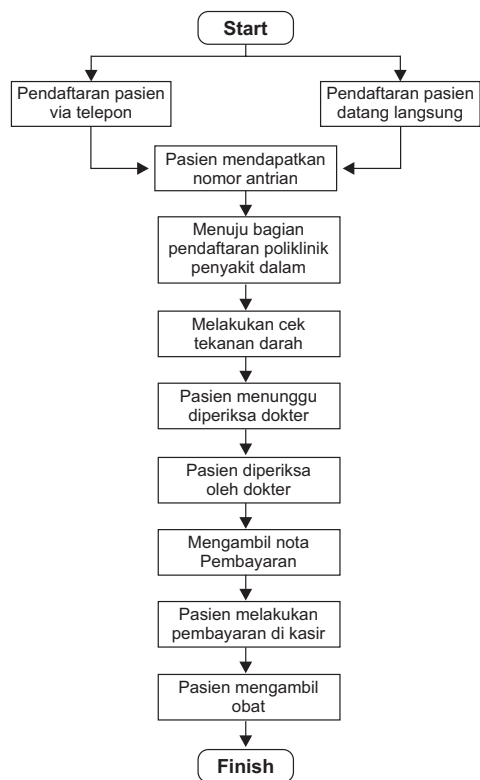 Start
Pendaftaran pasien
via telepon
Pendaftaran pasien
datang langsung
Pasien mendapatkan
nomor antrian
Menuju bagian
pendaftaran poliklinik
penyakit dalam
Melakukan cek
tekanan darah
Pasien menunggu
diperiksa dokter
Pasien diperiksa
oleh dokter
Mengambil nota
Pembayaran
Pasien melakukan
pembayaran di kasir
Pasien mengambil
obat
Finish